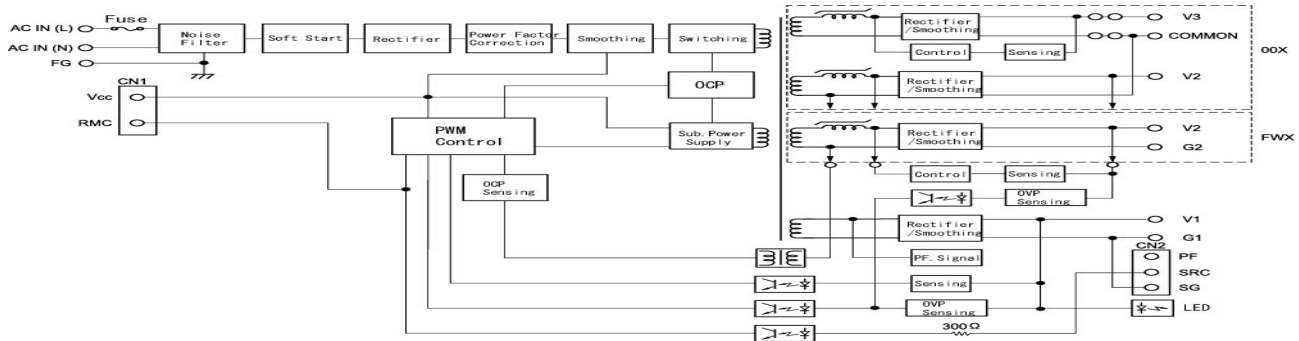 AC IN (L)
Fuse
AC IN (N)
FG
Noise
Filter
Soft Start
Rectifier
Power Factor
Correction
Smoothing
Switching
Rectifier
/Smoothing
V3
COMMON
Control
Sensing
00X
Rectifier
/Smoothing
V2
CN1
Vcc
RMC
OCP
PWM
Control
Sub. Power
Supply
Rectifier
/Smoothing
V2
G2
FWX
OCP
Sensing
Control
Sensing
OVP
Sensing
Rectifier
/Smoothing
V1
G1
CN2
PF. Signal
PF
SRC
SG
Sensing
OVP
Sensing
LED
300Ω